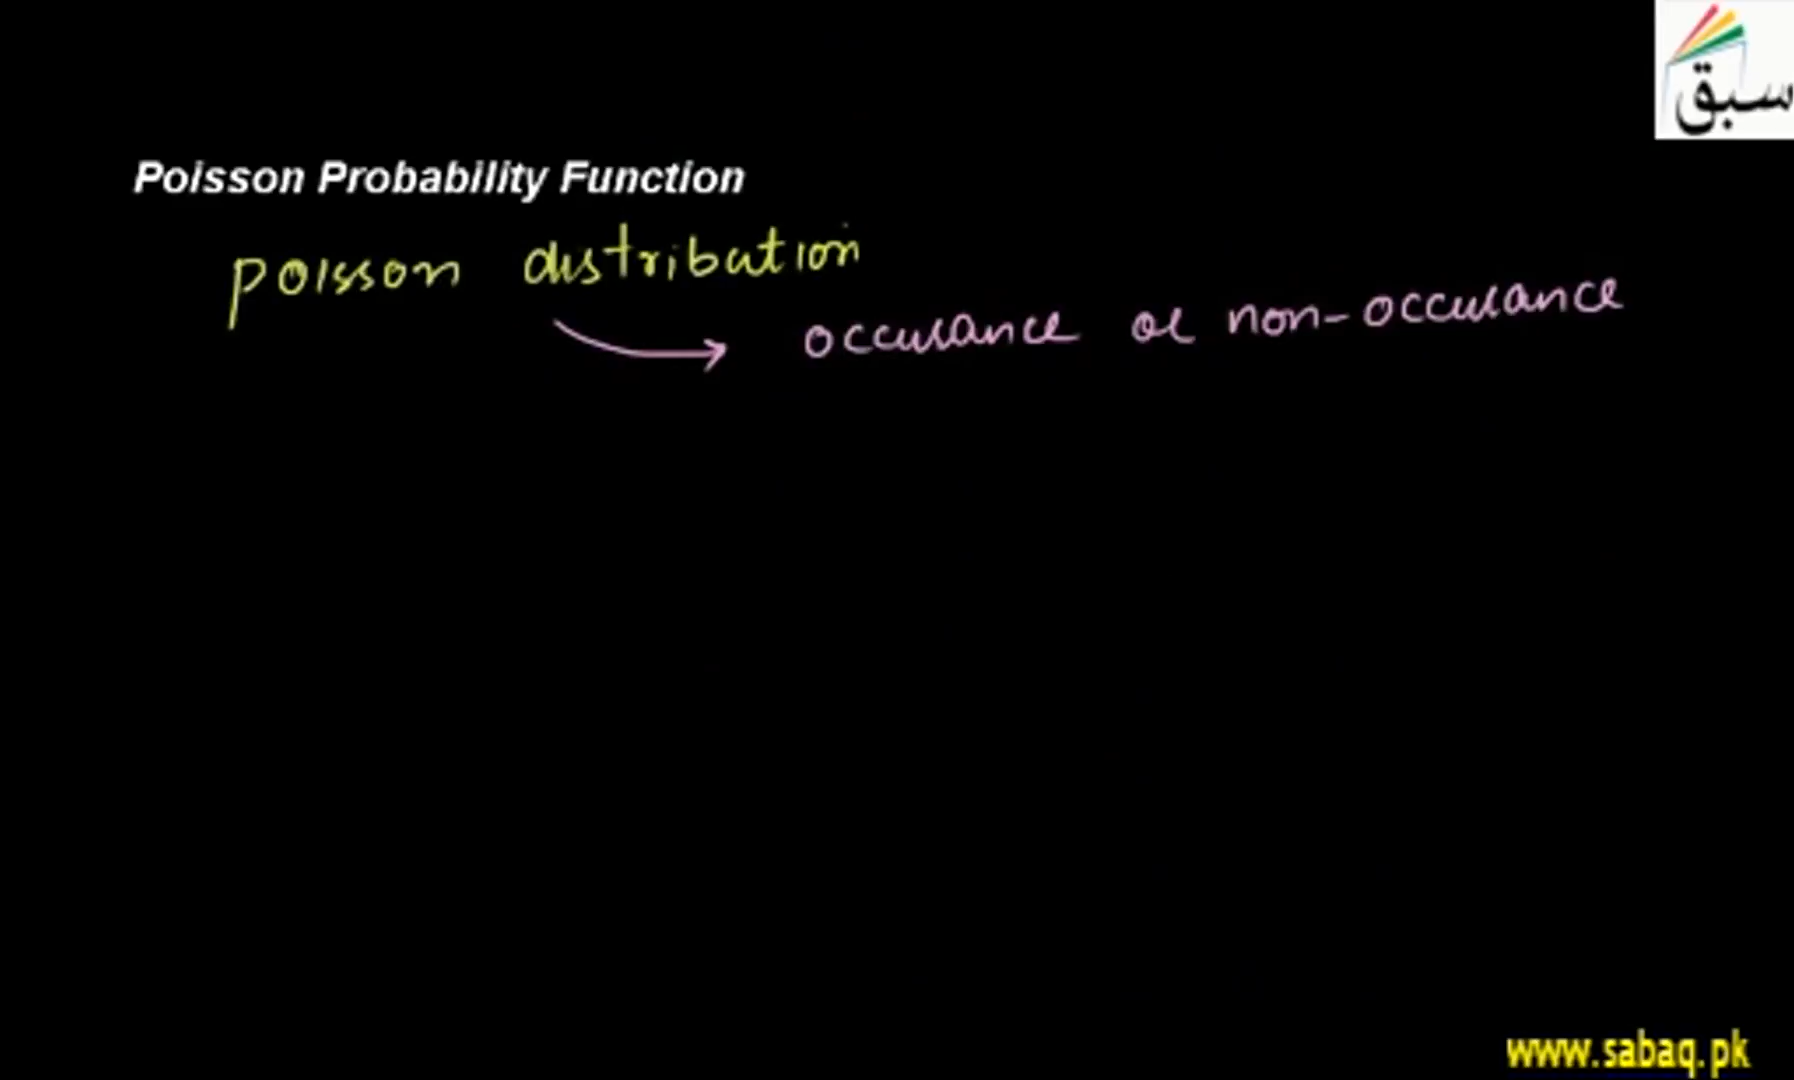 سبق
Poisson Probability Function
poisson distribution
occurance or non-occurance
www.sabaq.pk